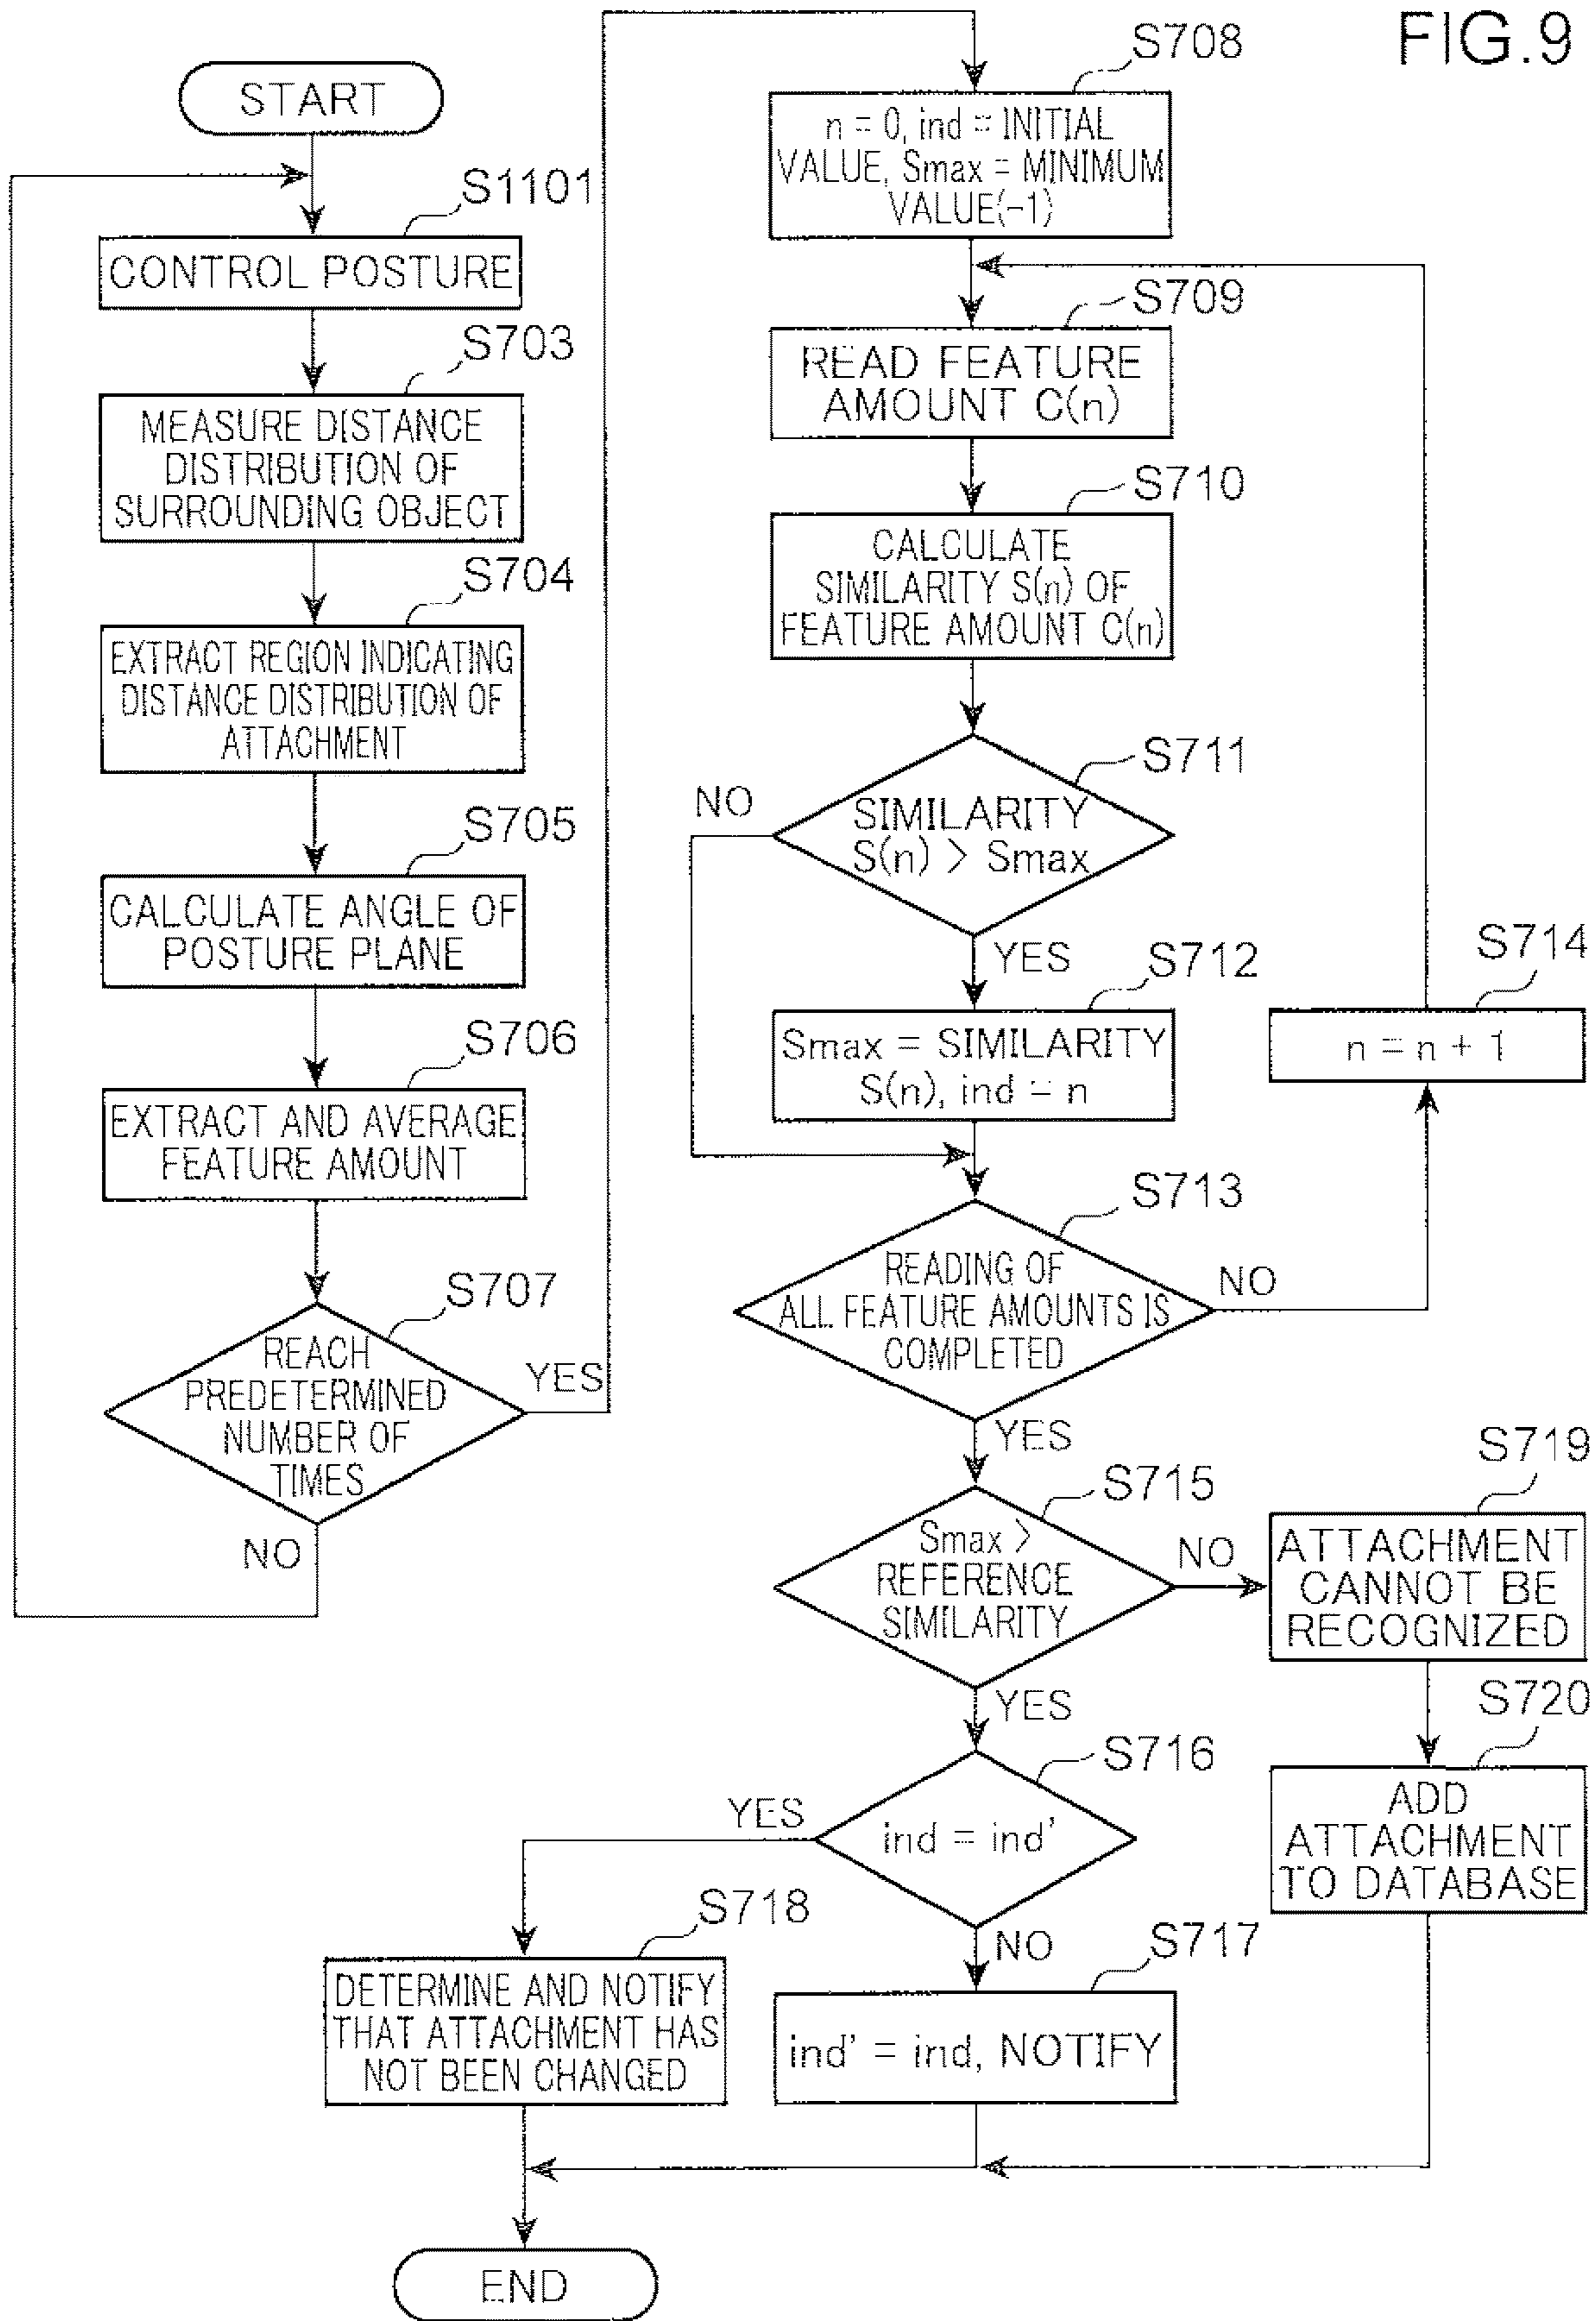 FIG.9
START
S1101
CONTROL POSTURE
S703
MEASURE DISTANCE
DISTRIBUTION OF
SURROUNDING OBJECT
S704
EXTRACT REGION INDICATING
DISTANCE DISTRIBUTION OF
ATTACHMENT
S705
CALCULATE ANGLE OF
POSTURE PLANE
S706
EXTRACT AND AVERAGE
FEATURE AMOUNT
S707
REACH
PREDETERMINED
NUMBER OF
TIMES
YES
NO
S708
n = 0, ind = INITIAL
VALUE, Smax = MINIMUM
VALUE(-1)
S709
READ FEATURE
AMOUNT C(n)
S710
CALCULATE
SIMILARITY S(n) OF
FEATURE AMOUNT C(n)
S711
NO
SIMILARITY
S(n) > Smax
YES
S712
Smax = SIMILARITY
S(n), ind = n
S714
n = n + 1
S713
READING OF
ALL FEATURE AMOUNTS IS
COMPLETED
NO
YES
S715
Smax >
REFERENCE
SIMILARITY
NO
YES
S719
ATTACHMENT
CANNOT BE
RECOGNIZED
S720
ADD
ATTACHMENT
TO DATABASE
S716
ind = ind'
YES
NO
S718
DETERMINE AND NOTIFY
THAT ATTACHMENT HAS
NOT BEEN CHANGED
S717
ind' = ind, NOTIFY
END